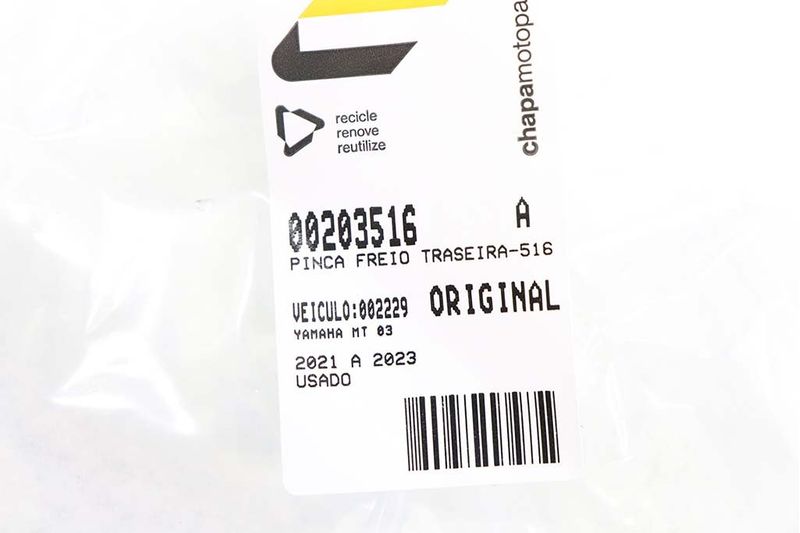 chapamotopa
recicle
renove
reutilize
00203516 A
PINCA FREIO TRASEIRA-516
VEICULO:002229 ORIGINAL
YAMAHA MT 03
2021 A 2023
USADO